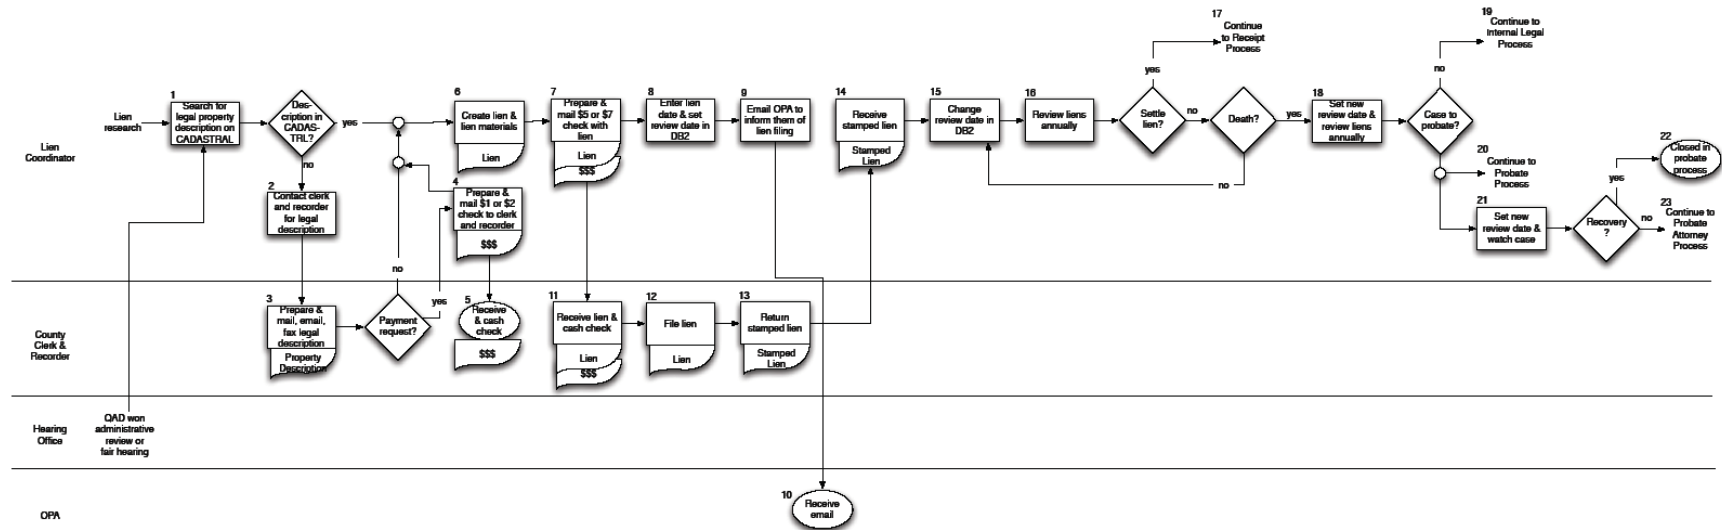 17
Continue
to Receipt
Process
19
Continue to
Internal Legal
Process
Lien
Coordinator
Lien
research
1
Search for
legal property
description on
CADASTRAL
Des-
cription in
CADAS-
TRL?
yes
no
2
Contact clerk
and recorder
for legal
description
4
Prepare &
mail $1 or $2
check to clerk
and recorder
$$$
6
Create lien &
lien materials
Lien
7
Prepare &
mail $5 or $7
check with
lien
Lien
$$$
8
Enter lien
date & set
review date in
DB2
9
Email OPA to
inform them of
lien filing
14
Receive
stamped lien
Stamped
Lien
15
Change
review date in
DB2
16
Review liens
annually
Settle
lien?
yes
no
Death?
yes
no
18
Set new
review date &
review liens
annually
Case to
probate?
no
20
Continue to
Probate
Process
21
Set new
review date &
watch case
Recovery
?
yes
no
22
Closed in
probate
process
23
Continue to
Probate
Attorney
Process
County
Clerk &
Recorder
3
Prepare &
mail, email,
fax legal
description
Property
Description
Payment
request?
no
yes
5
Receive
& cash
check
$$$
11
Receive lien &
cash check
Lien
$$$
12
File lien
Lien
13
Return
stamped lien
Stamped
Lien
Hearing
Office
QAD won
administrative
review or
fair hearing
OPA
10
Receive
email